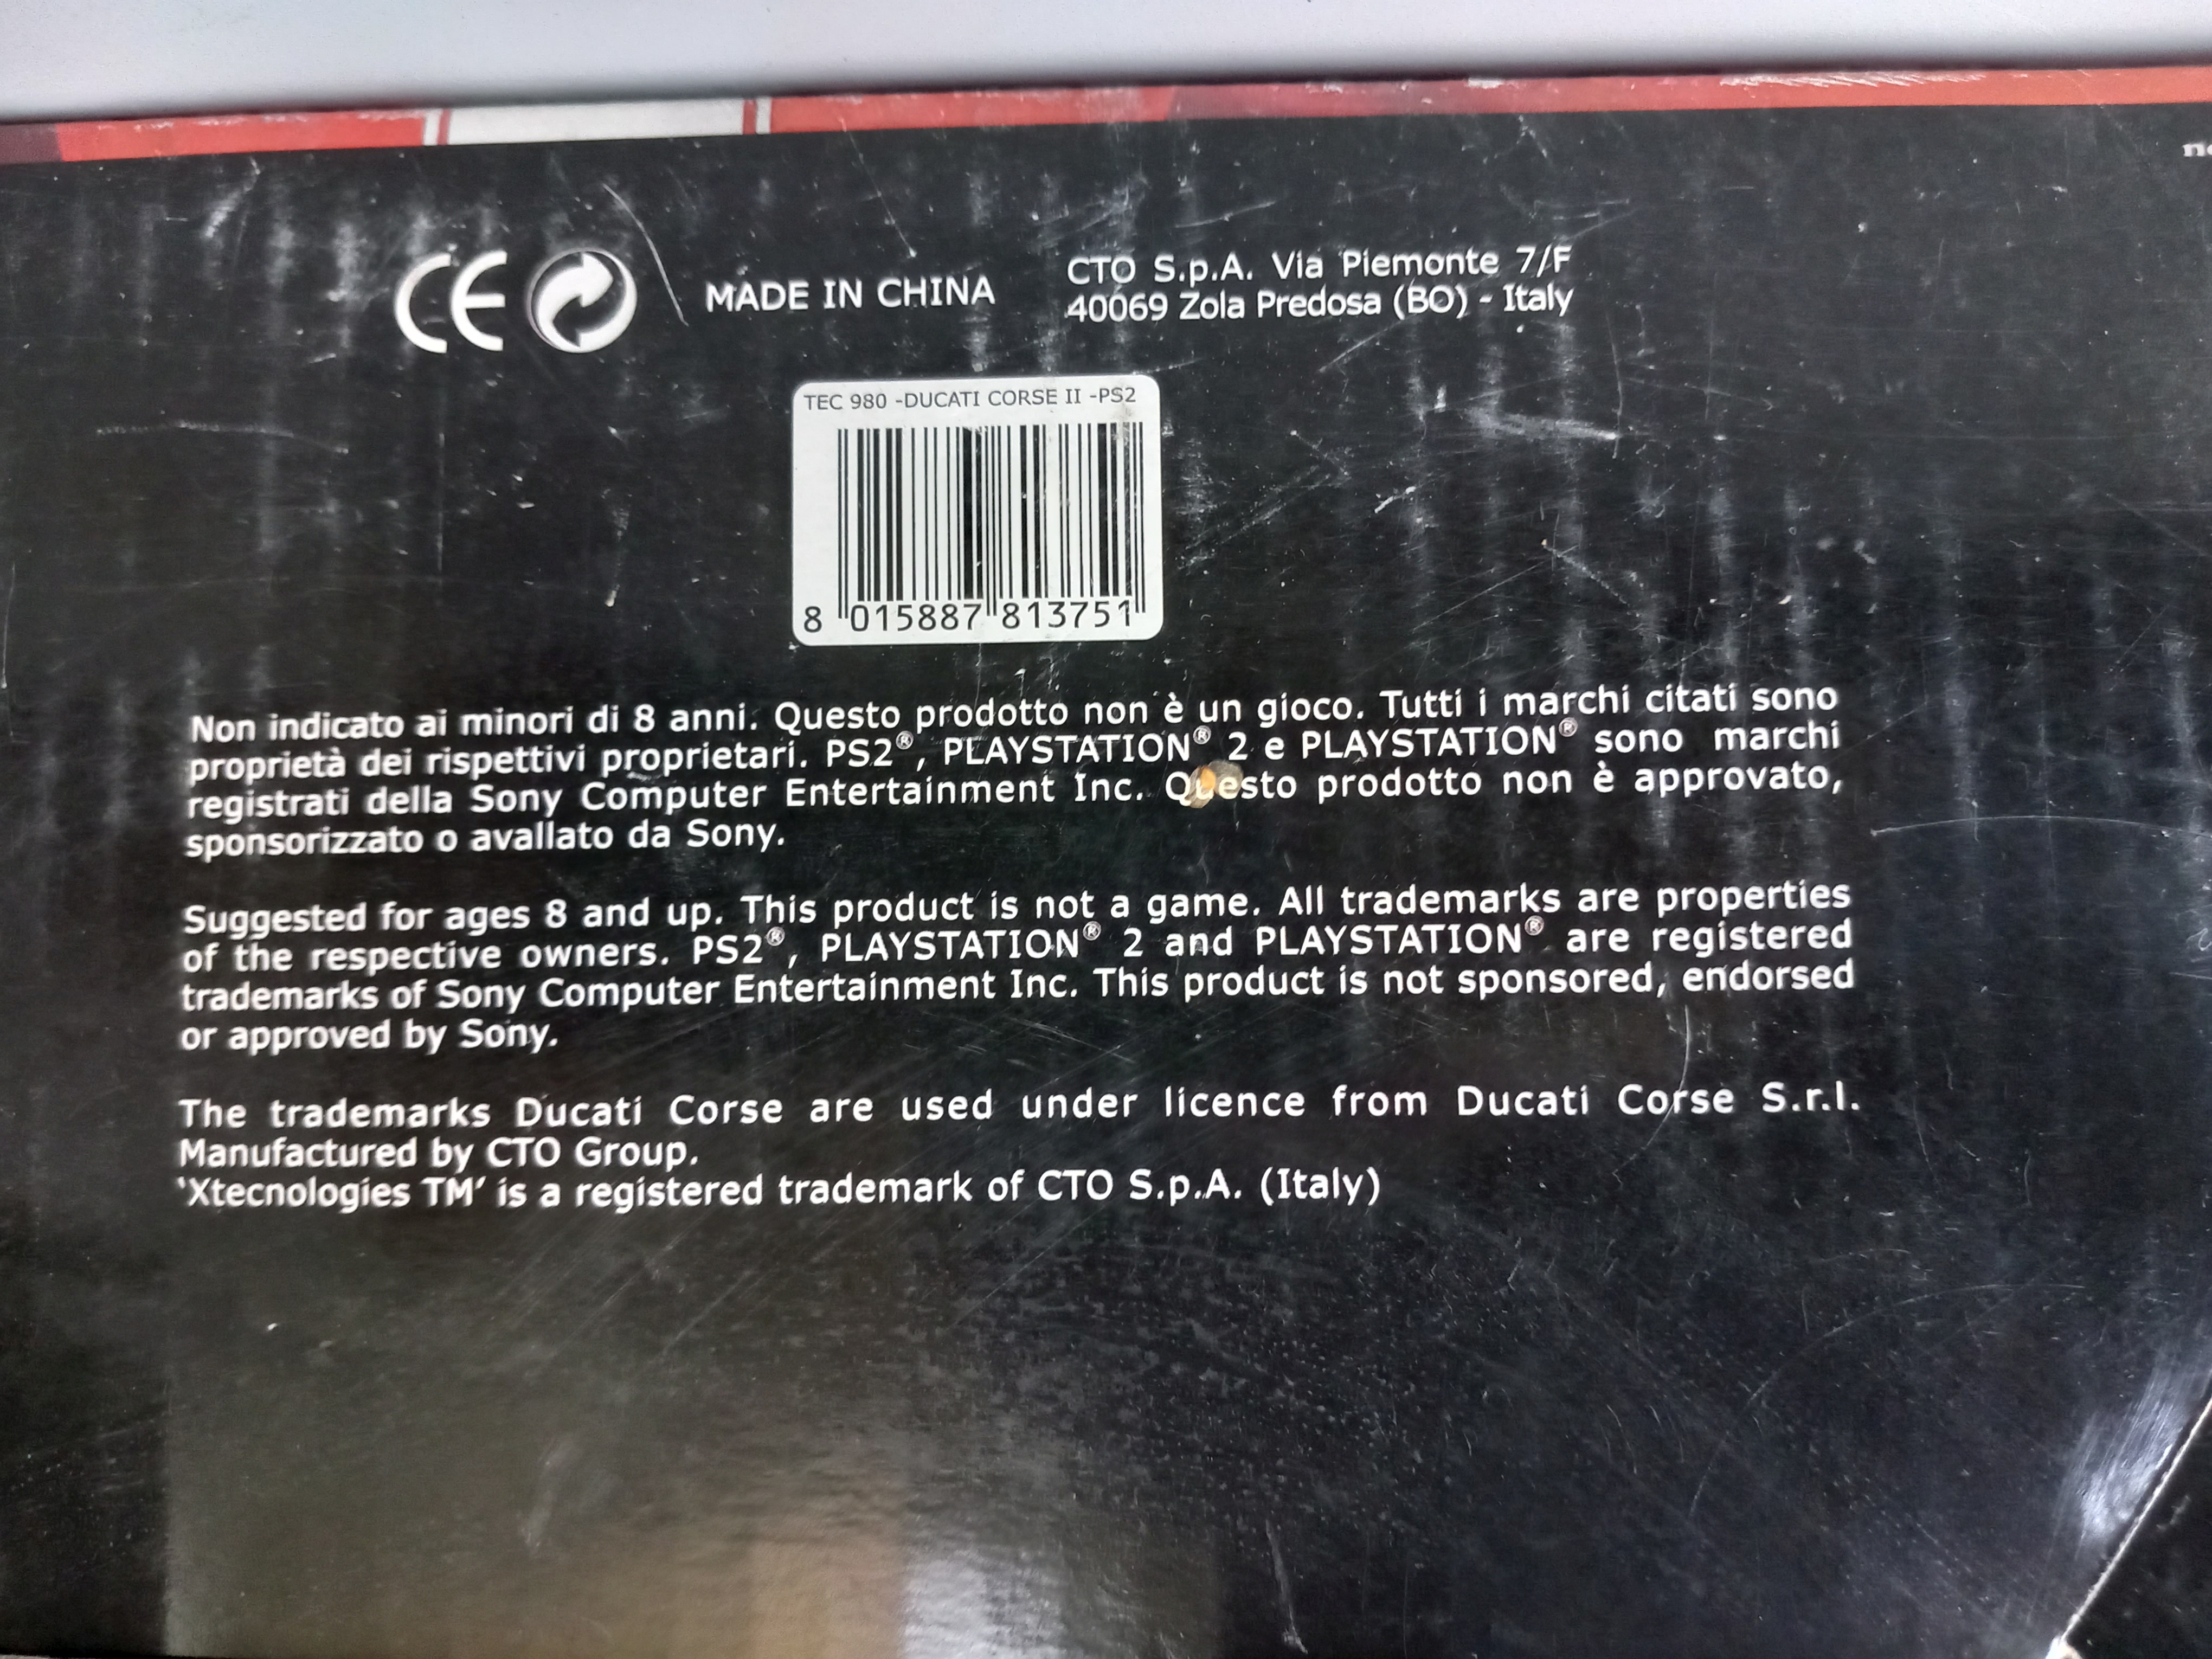 CE
MADE IN CHINA
CTO S.p.A. Via Piemonte 7/F
40069 Zola Predosa (BO) - Italy
TEC 980 -DUCATI CORSE II -PS2
8 015887 813751
Non indicato ai minori di 8 anni. Questo prodotto non è un gioco. Tutti i marchi citati sono
proprietà dei rispettivi proprietari. PS2®, PLAYSTATION® 2 e PLAYSTATION® sono marchi
registrati della Sony Computer Entertainment Inc. Questo prodotto non è approvato,
sponsorizzato o avallato da Sony.
Suggested for ages 8 and up. This product is not a game. All trademarks are properties
of the respective owners. PS2®, PLAYSTATION® 2 and PLAYSTATION® are registered
trademarks of Sony Computer Entertainment Inc. This product is not sponsored, endorsed
or approved by Sony.
The trademarks Ducati Corse are used under licence from Ducati Corse S.r.l.
Manufactured by CTO Group.
'Xtecnologies TM' is a registered trademark of CTO S.p.A. (Italy)